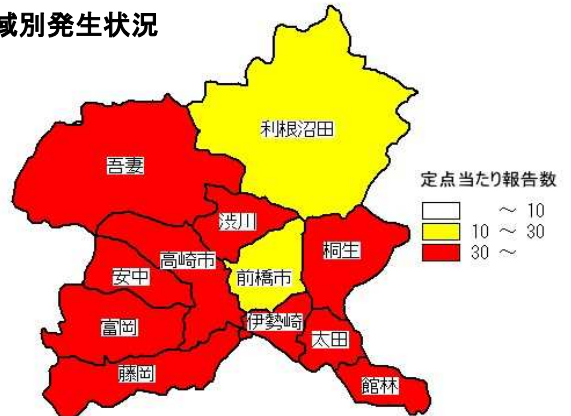 域別発生状況
利根沼田
吾妻
定点当たり報告数
～ 10
10 ～ 30
30 ～
渋川
桐生
高崎市
安中
前橋市
富岡
伊勢崎
太田
藤岡
館林